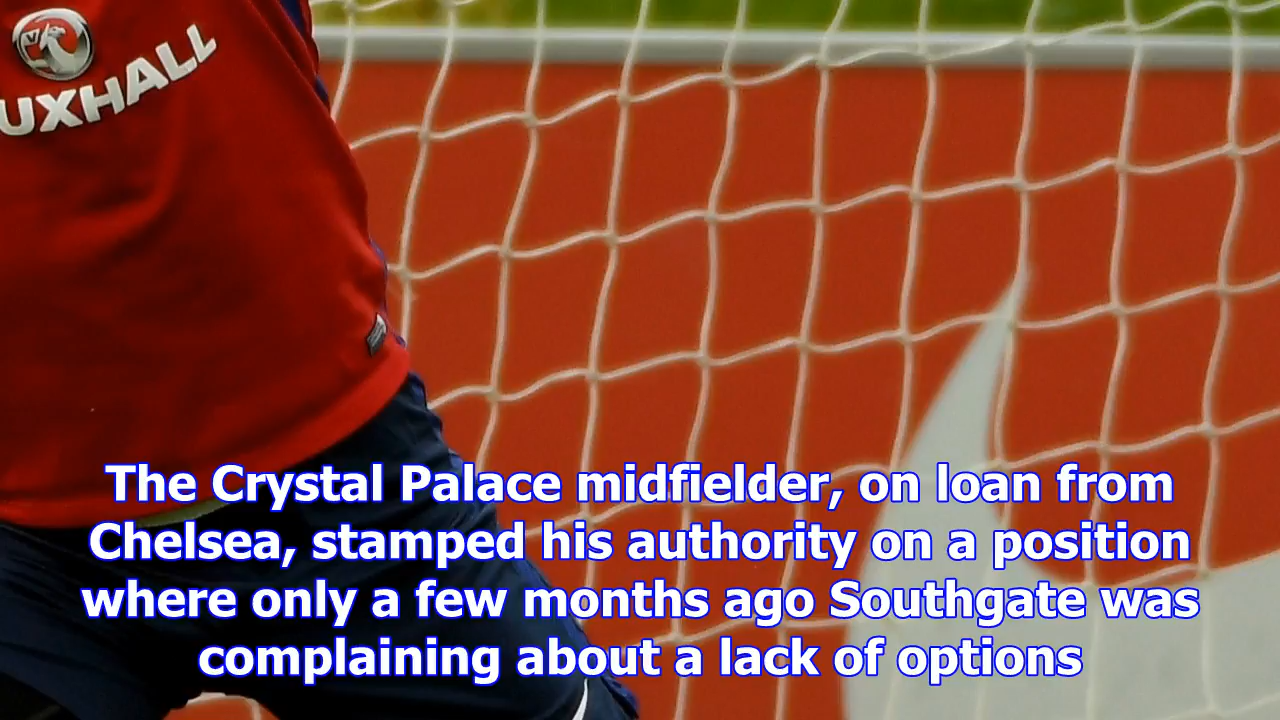 VAUXHALL
The Crystal Palace midfielder, on loan from
Chelsea, stamped his authority on a position
where only a few months ago Southgate was
complaining about a lack of options